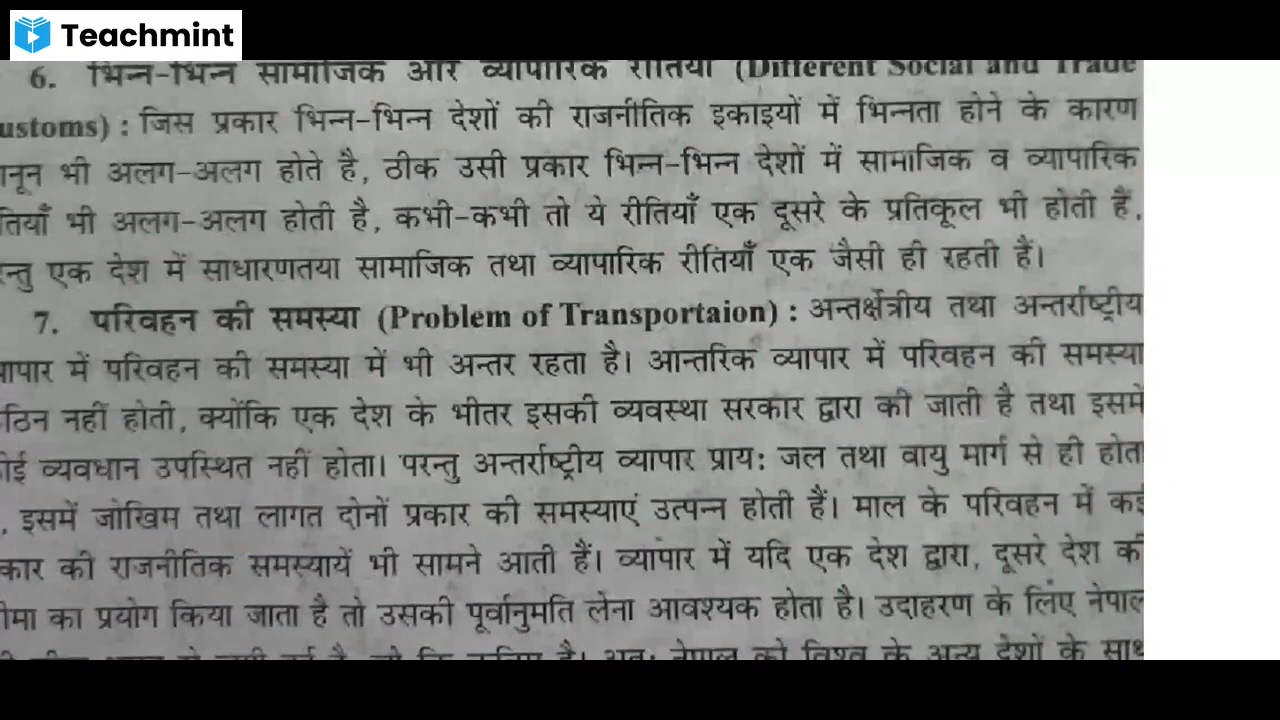 Teachmint
6. भिन्न-भिन्न सामाजिक और व्यापारिक रीतियाँ (Different Social and Trade
ustoms) : जिस प्रकार भिन्न-भिन्न देशों की राजनीतिक इकाइयों में भिन्नता होने के कारण
ानून भी अलग-अलग होते है, ठीक उसी प्रकार भिन्न-भिन्न देशों में सामाजिक व व्यापारिक
तियाँ भी अलग-अलग होती है, कभी-कभी तो ये रीतियाँ एक दूसरे के प्रतिकूल भी होती हैं,
न्तु एक देश में साधारणतया सामाजिक तथा व्यापारिक रीतियाँ एक जैसी ही रहती हैं।
7. परिवहन की समस्या (Problem of Transportaion) : अन्तर्क्षेत्रीय तथा अन्तर्राष्ट्रीय
ापार में परिवहन की समस्या में भी अन्तर रहता है। आन्तरिक व्यापार में परिवहन की समस्या
ठिन नहीं होती, क्योंकि एक देश के भीतर इसकी व्यवस्था सरकार द्वारा की जाती है तथा इसमें
ोई व्यवधान उपस्थित नहीं होता। परन्तु अन्तर्राष्ट्रीय व्यापार प्राय: जल तथा वायु मार्ग से ही होता
, इसमें जोखिम तथा लागत दोनों प्रकार की समस्याएं उत्पन्न होती हैं। माल के परिवहन में कई
कार की राजनीतिक समस्यायें भी सामने आती हैं। व्यापार में यदि एक देश द्वारा, दूसरे देश की
ीमा का प्रयोग किया जाता है तो उसकी पूर्वानुमति लेना आवश्यक होता है। उदाहरण के लिए नेपाल
है। अत: नेपाल को विश्व के अन्य देशों के साथ